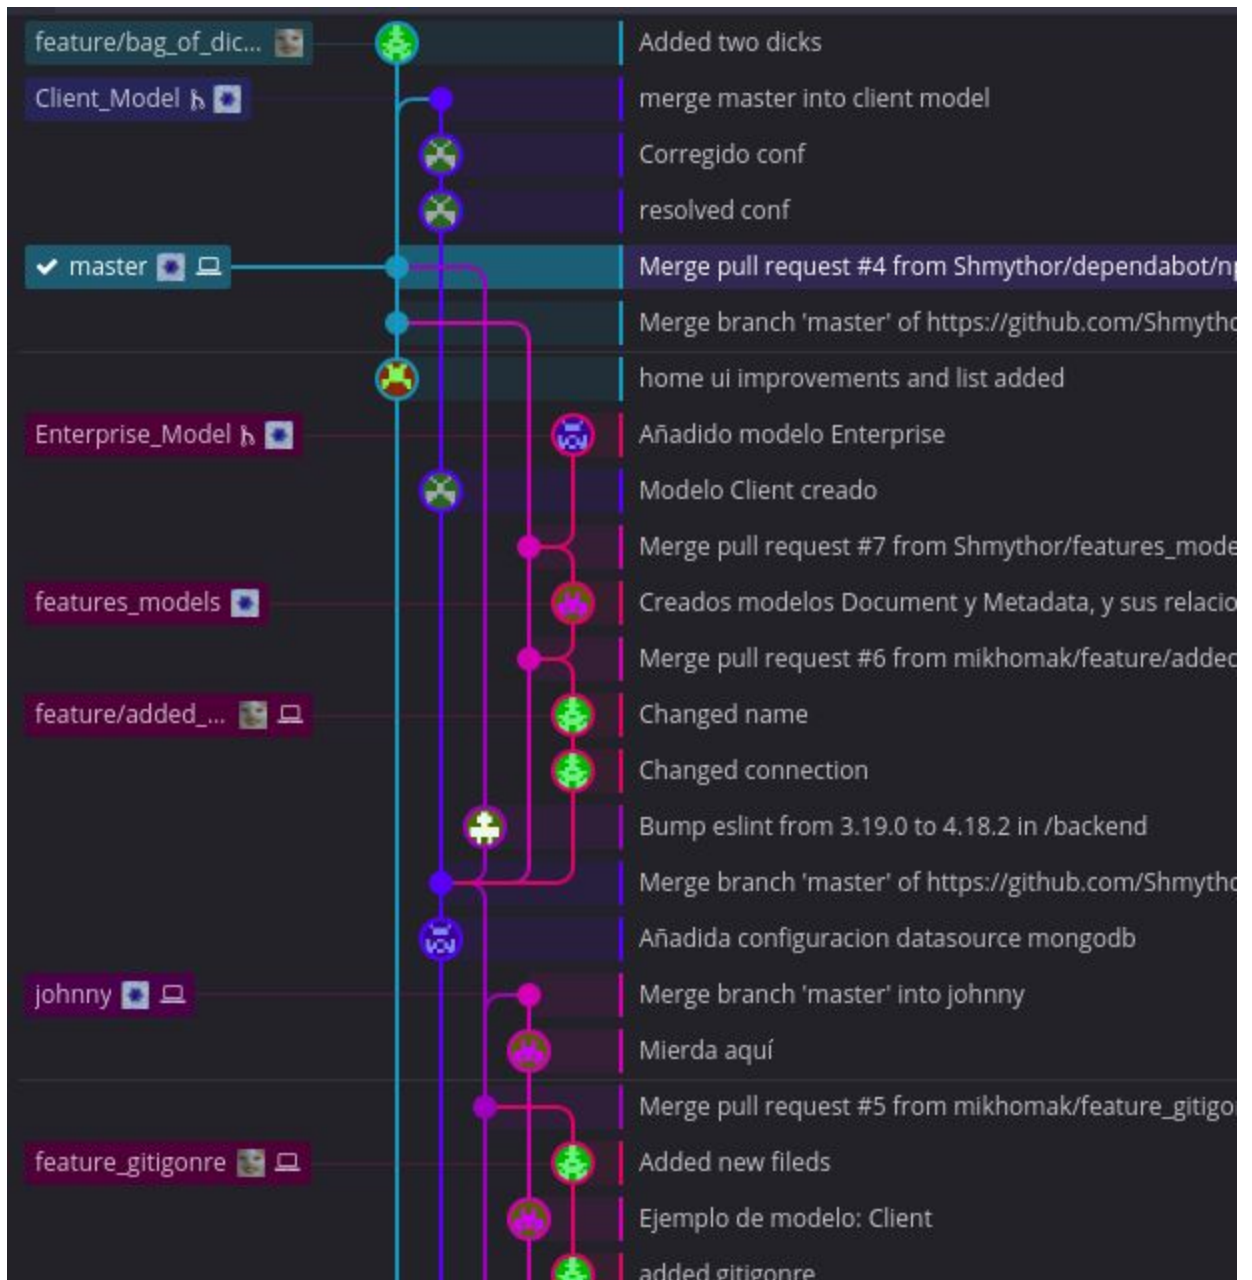 feature/bag_of_dic... Added two dicks
Client_Model merge master into client model
Corregido conf
resolved conf
master Merge pull request #4 from Shmythor/dependabot/np
Merge branch 'master' of https://github.com/Shmytho
home ui improvements and list added
Enterprise_Model Añadido modelo Enterprise
Modelo Client creado
Merge pull request #7 from Shmythor/features_mode
features_models Creados modelos Document y Metadata, y sus relacio
Merge pull request #6 from mikhomak/feature/added
feature/added_... Changed name
Changed connection
Bump eslint from 3.19.0 to 4.18.2 in /backend
Merge branch 'master' of https://github.com/Shmytho
Añadida configuracion datasource mongodb
johnny Merge branch 'master' into johnny
Mierda aquí
Merge pull request #5 from mikhomak/feature_gitigo
feature_gitigonre Added new fileds
Ejemplo de modelo: Client
added gitigonre